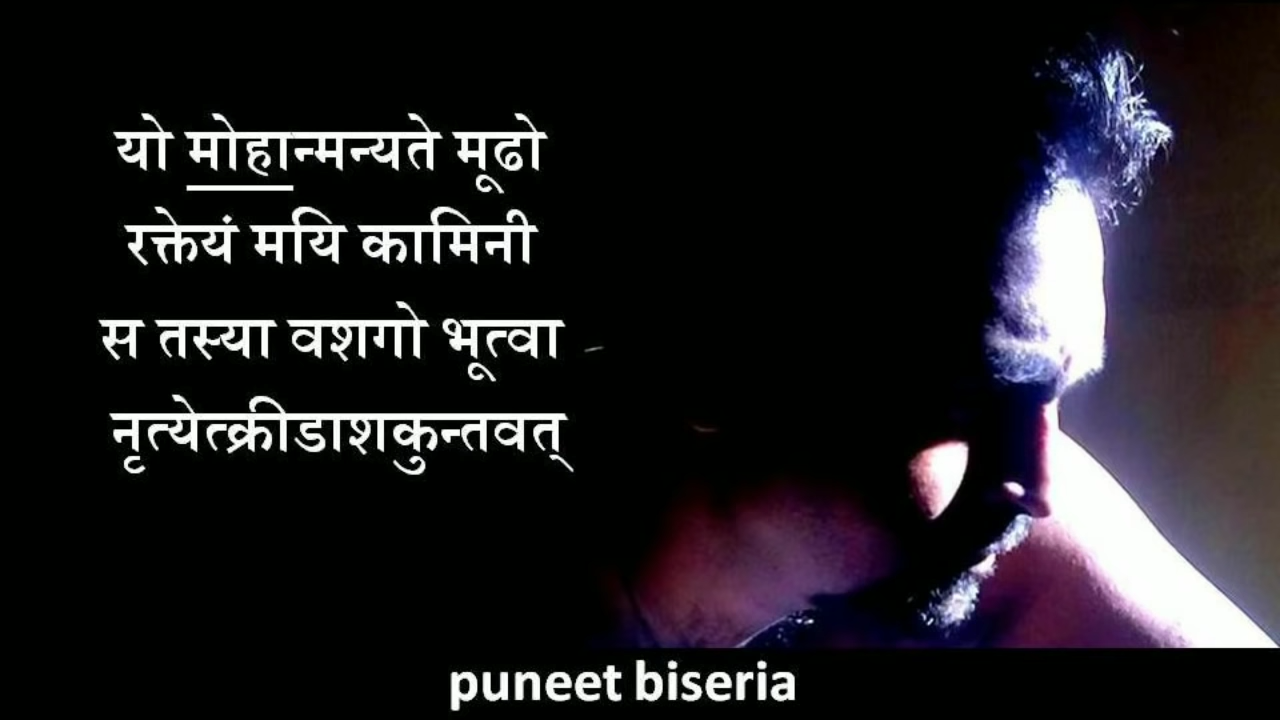 यो मोहान्मन्यते मूढो
रक्तेयं मयि कामिनी
स तस्या वशगो भूत्वा
नृत्येत्क्रीडाशकुन्तवत्
puneet biseria